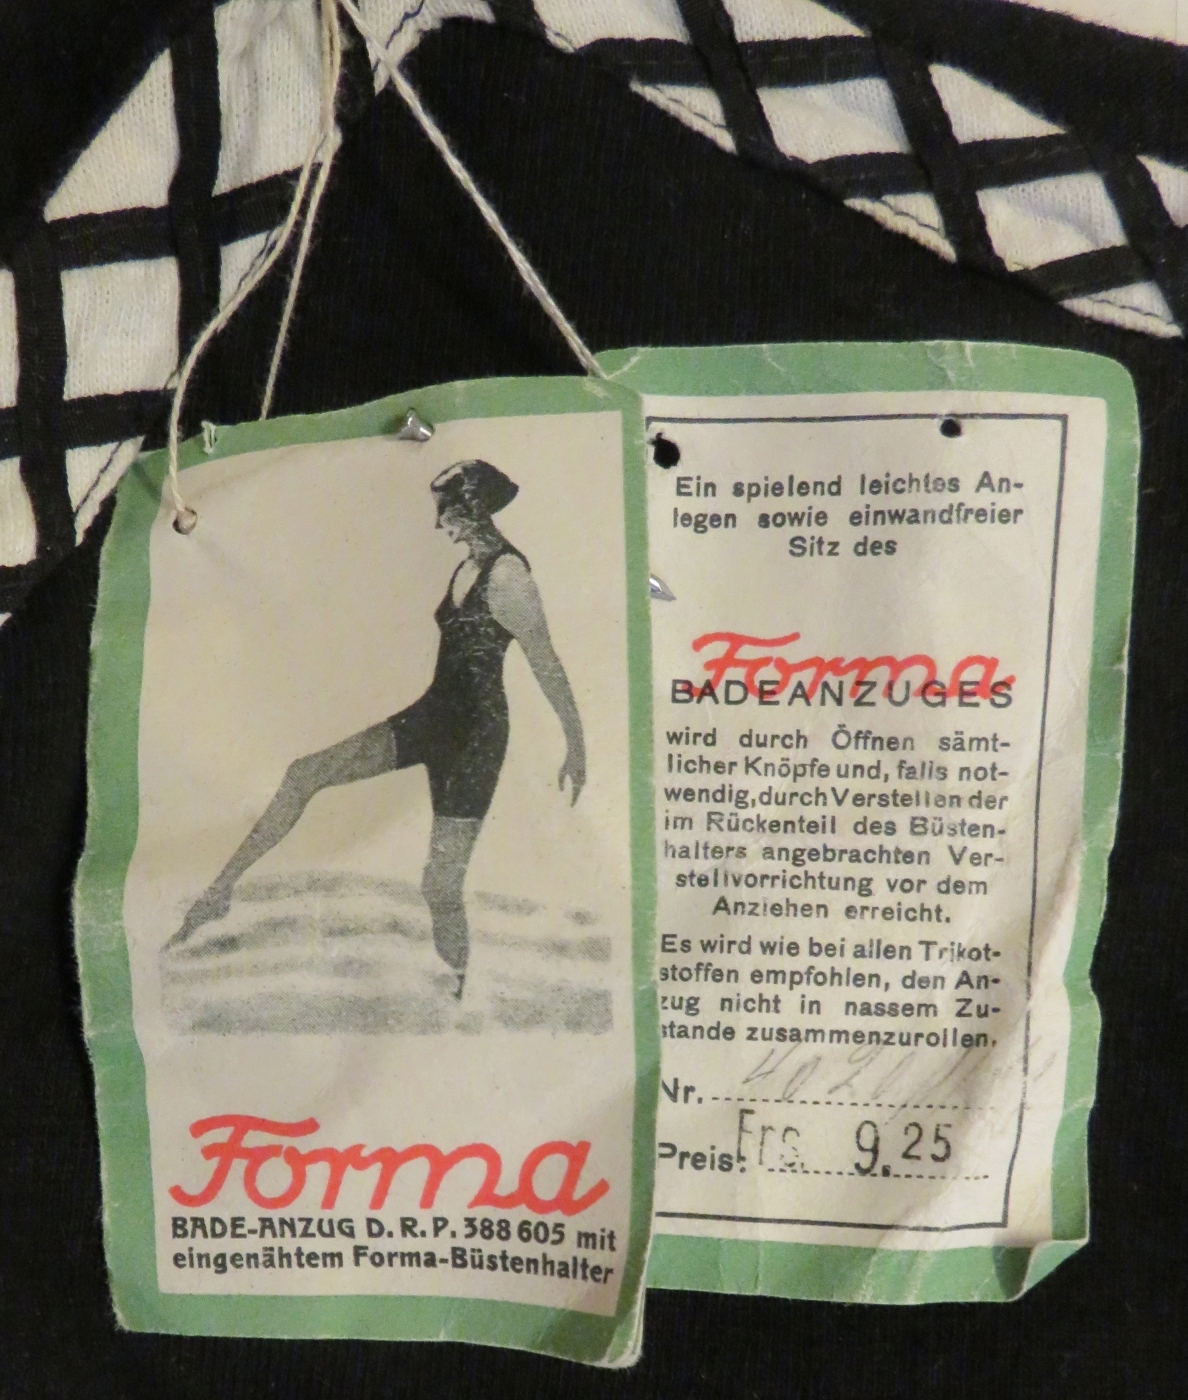 Forma
BADE-ANZUG D.R.P. 388605 mit
eingenähtem Forma-Büstenhalter
Ein spielend leichtes An-
legen sowie einwandfreier
Sitz des
Forma
BADEANZUGES
wird durch Öffnen sämt-
licher Knöpfe und, falls not-
wendig, durch Verstellen der
im Rückenteil des Büsten-
halters angebrachten Ver-
stellvorrichtung vor dem
Anziehen erreicht.
Es wird wie bei allen Trikot-
stoffen empfohlen, den An-
zug nicht in nassem Zu-
stande zusammenzurollen.
Nr.
Preis: Frs. 9.25